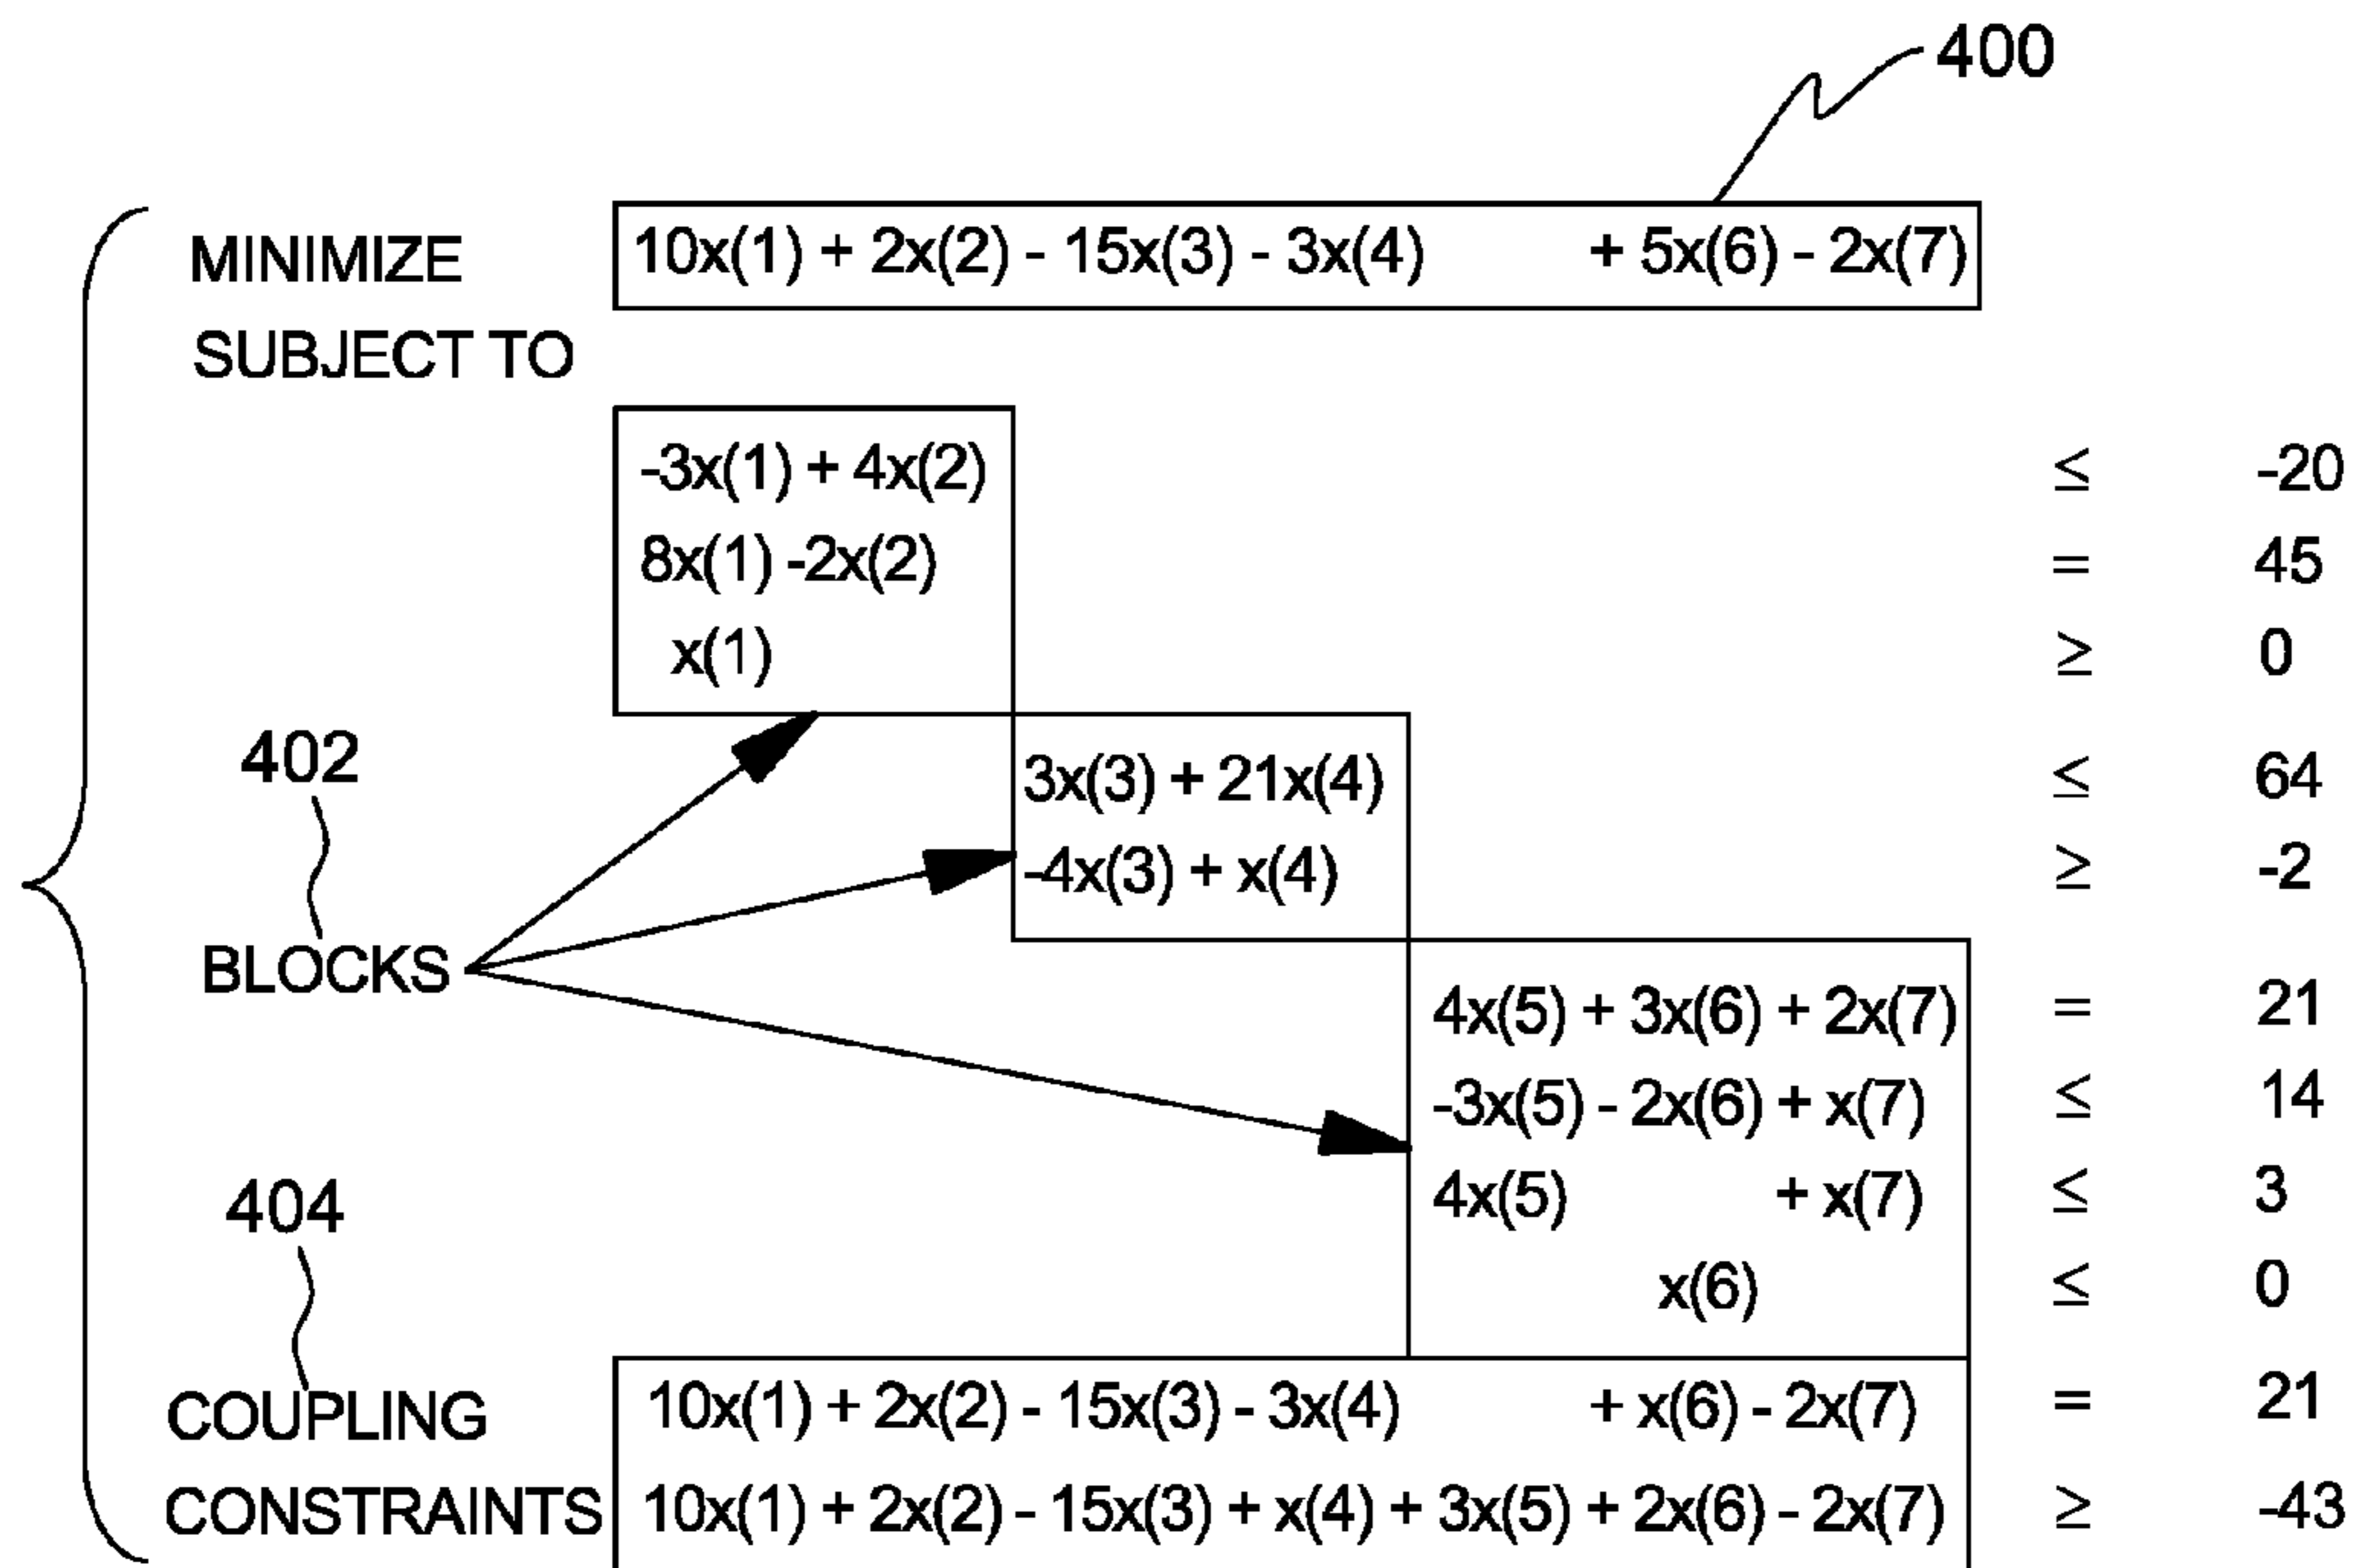 400
MINIMIZE 10x(1) + 2x(2) - 15x(3) - 3x(4) + 5x(6) - 2x(7)
SUBJECT TO
-3x(1) + 4x(2) ≤ -20
8x(1) -2x(2) = 45
x(1) ≥ 0
402
3x(3) + 21x(4) ≤ 64
-4x(3) + x(4) ≥ -2
BLOCKS
4x(5) + 3x(6) + 2x(7) = 21
-3x(5) - 2x(6) + x(7) ≤ 14
4x(5) + x(7) ≤ 3
404
x(6) ≤ 0
COUPLING 10x(1) + 2x(2) - 15x(3) - 3x(4) + x(6) - 2x(7) = 21
CONSTRAINTS 10x(1) + 2x(2) - 15x(3) + x(4) + 3x(5) + 2x(6) - 2x(7) ≥ -43